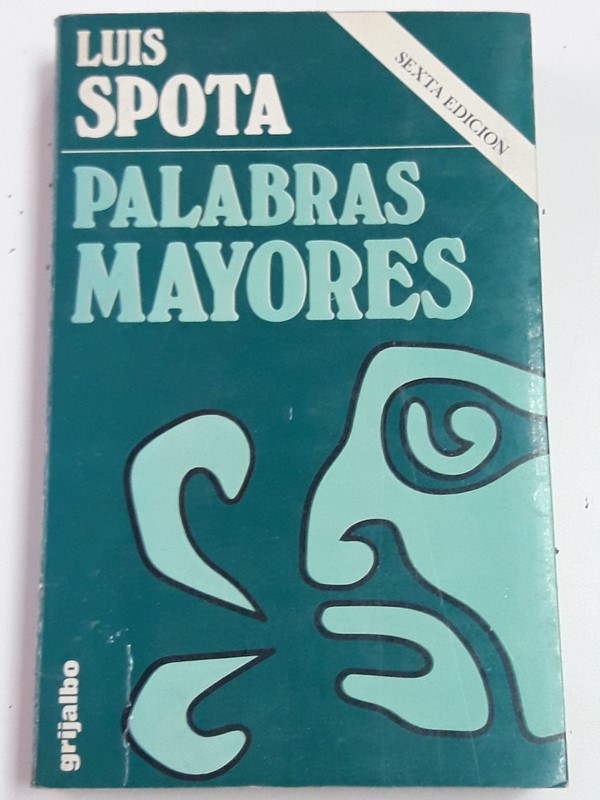 LUIS
SPOTA
SEXTA EDICION
PALABRAS
MAYORES
grijalbo